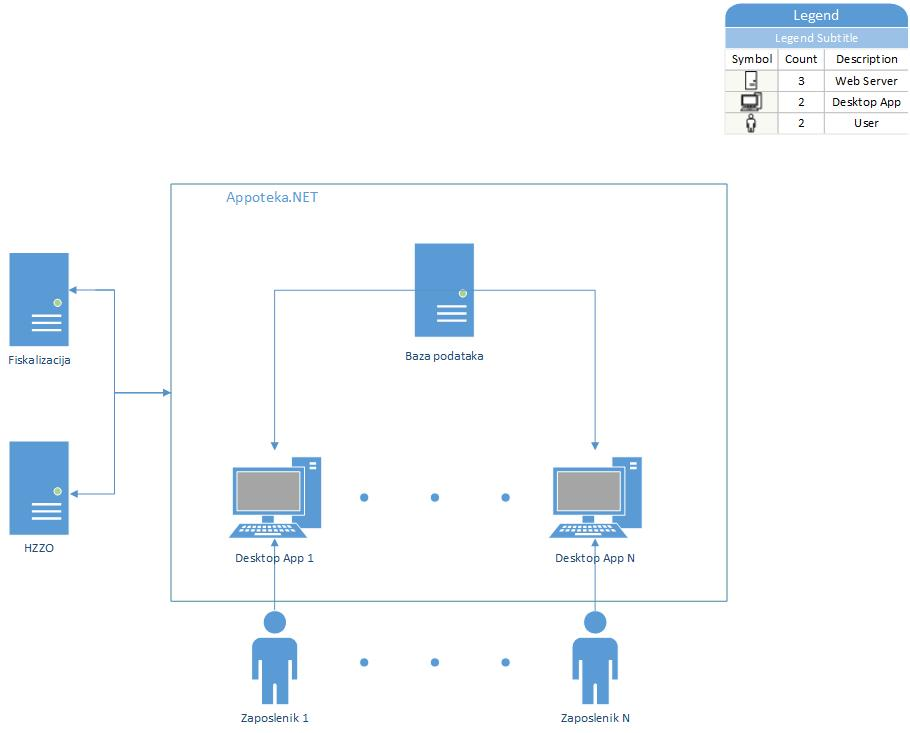 Legend
Legend Subtitle
Symbol Count Description
3 Web Server
2 Desktop App
2 User
Appoteka.NET
Fiskalizacija
Baza podataka
HZZO
Desktop App 1
Desktop App N
Zaposlenik 1
Zaposlenik N